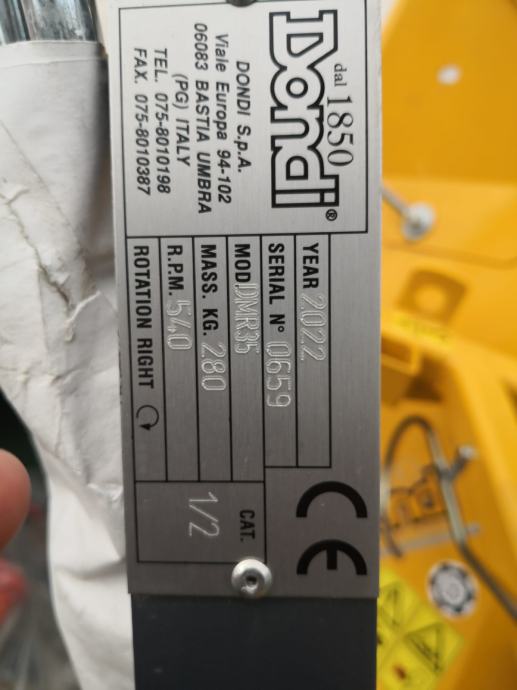 Dondi®
dal 1850
DONDI S.p.A.
Viale Europa 94-102
06083 BASTIA UMBRA
(PG) ITALY
TEL. 075-8010198
FAX. 075-8010387
YEAR 2022
SERIAL N° 0659
MOD DMR35
MASS. KG. 280
R.P.M. 540
ROTATION RIGHT
CAT.
1/2
CE